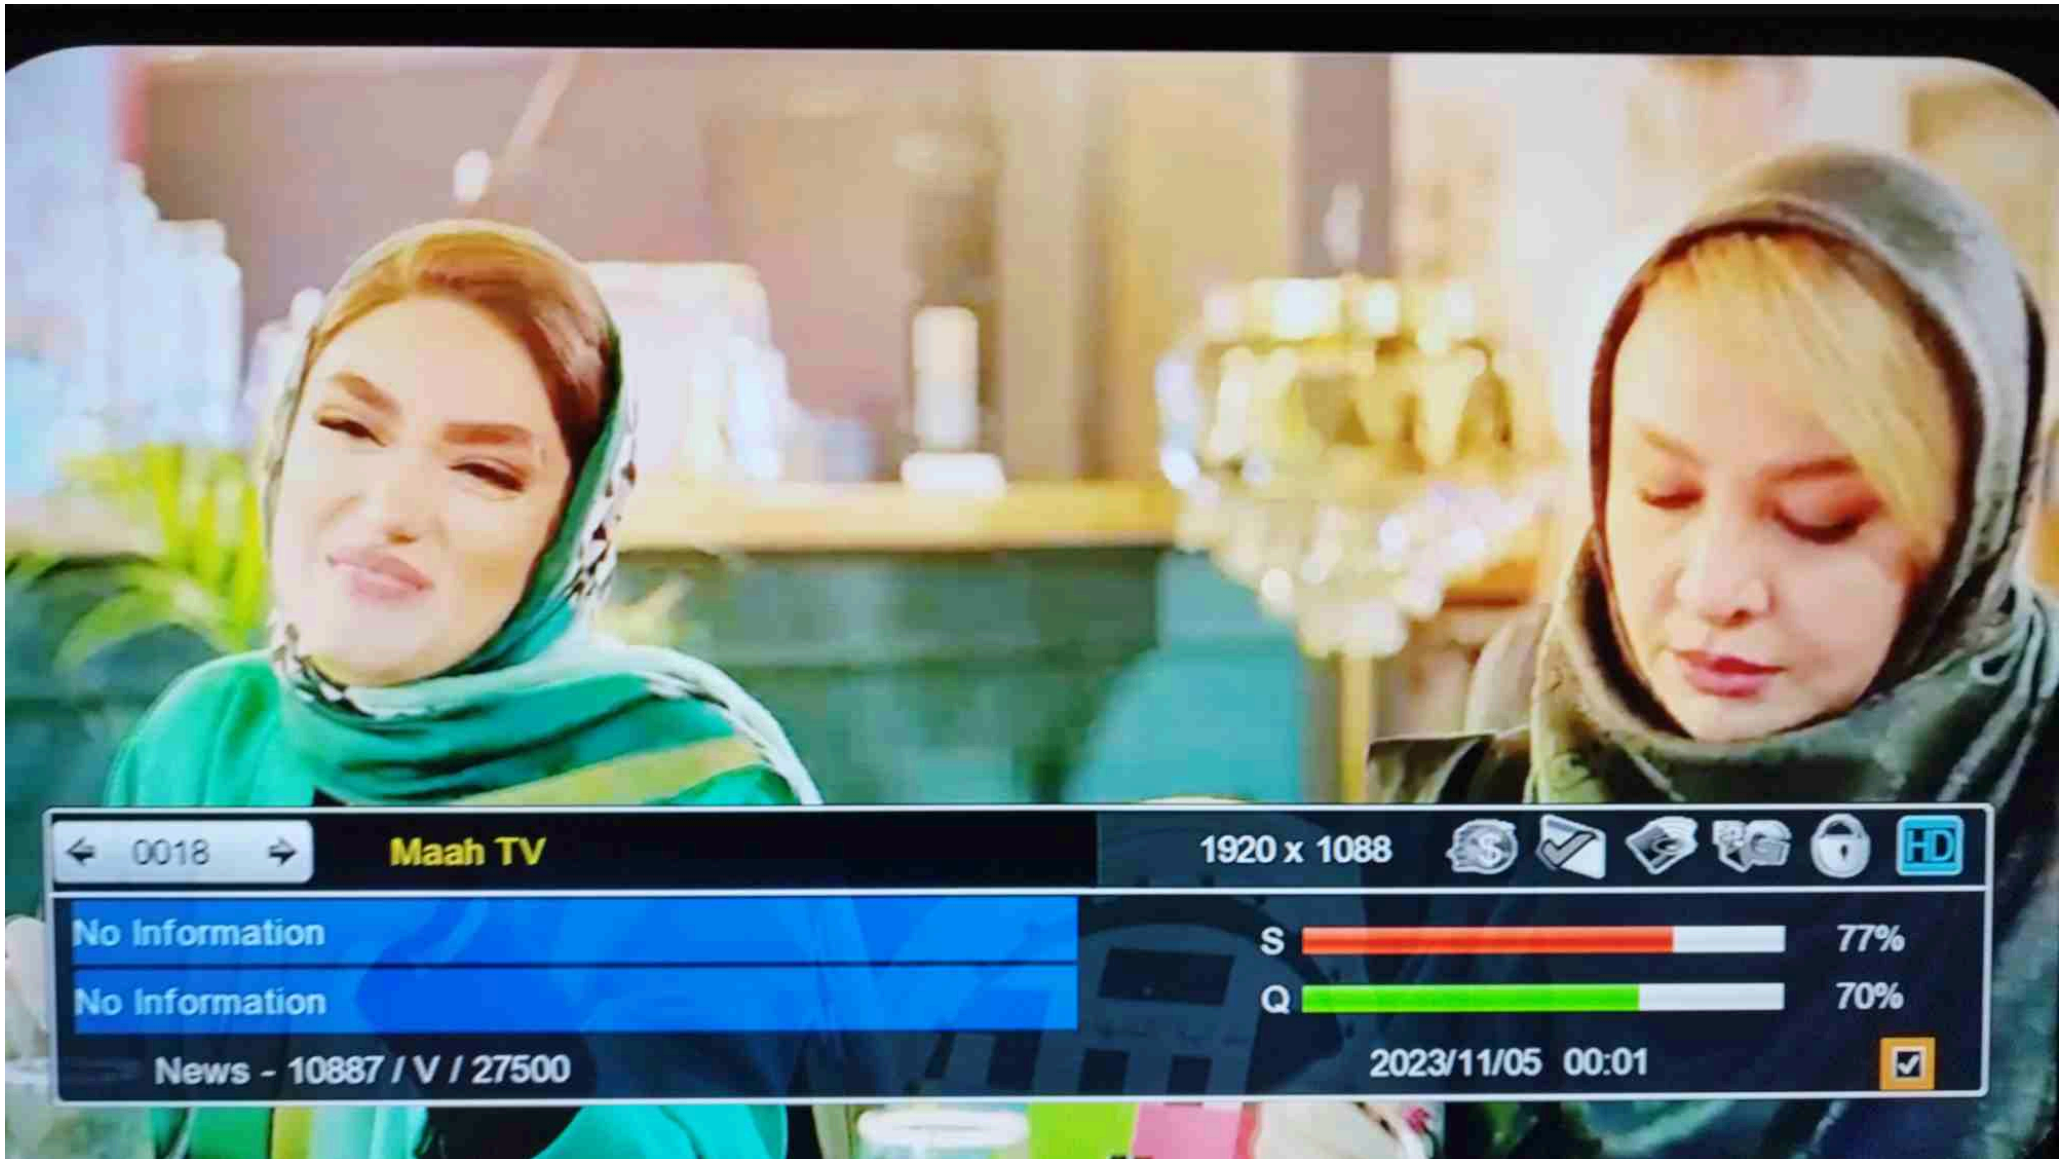 0018
Maah TV
1920 x 1088
HD
No Information
S 77%
No Information
Q 70%
News - 10887 / V / 27500
2023/11/05 00:01